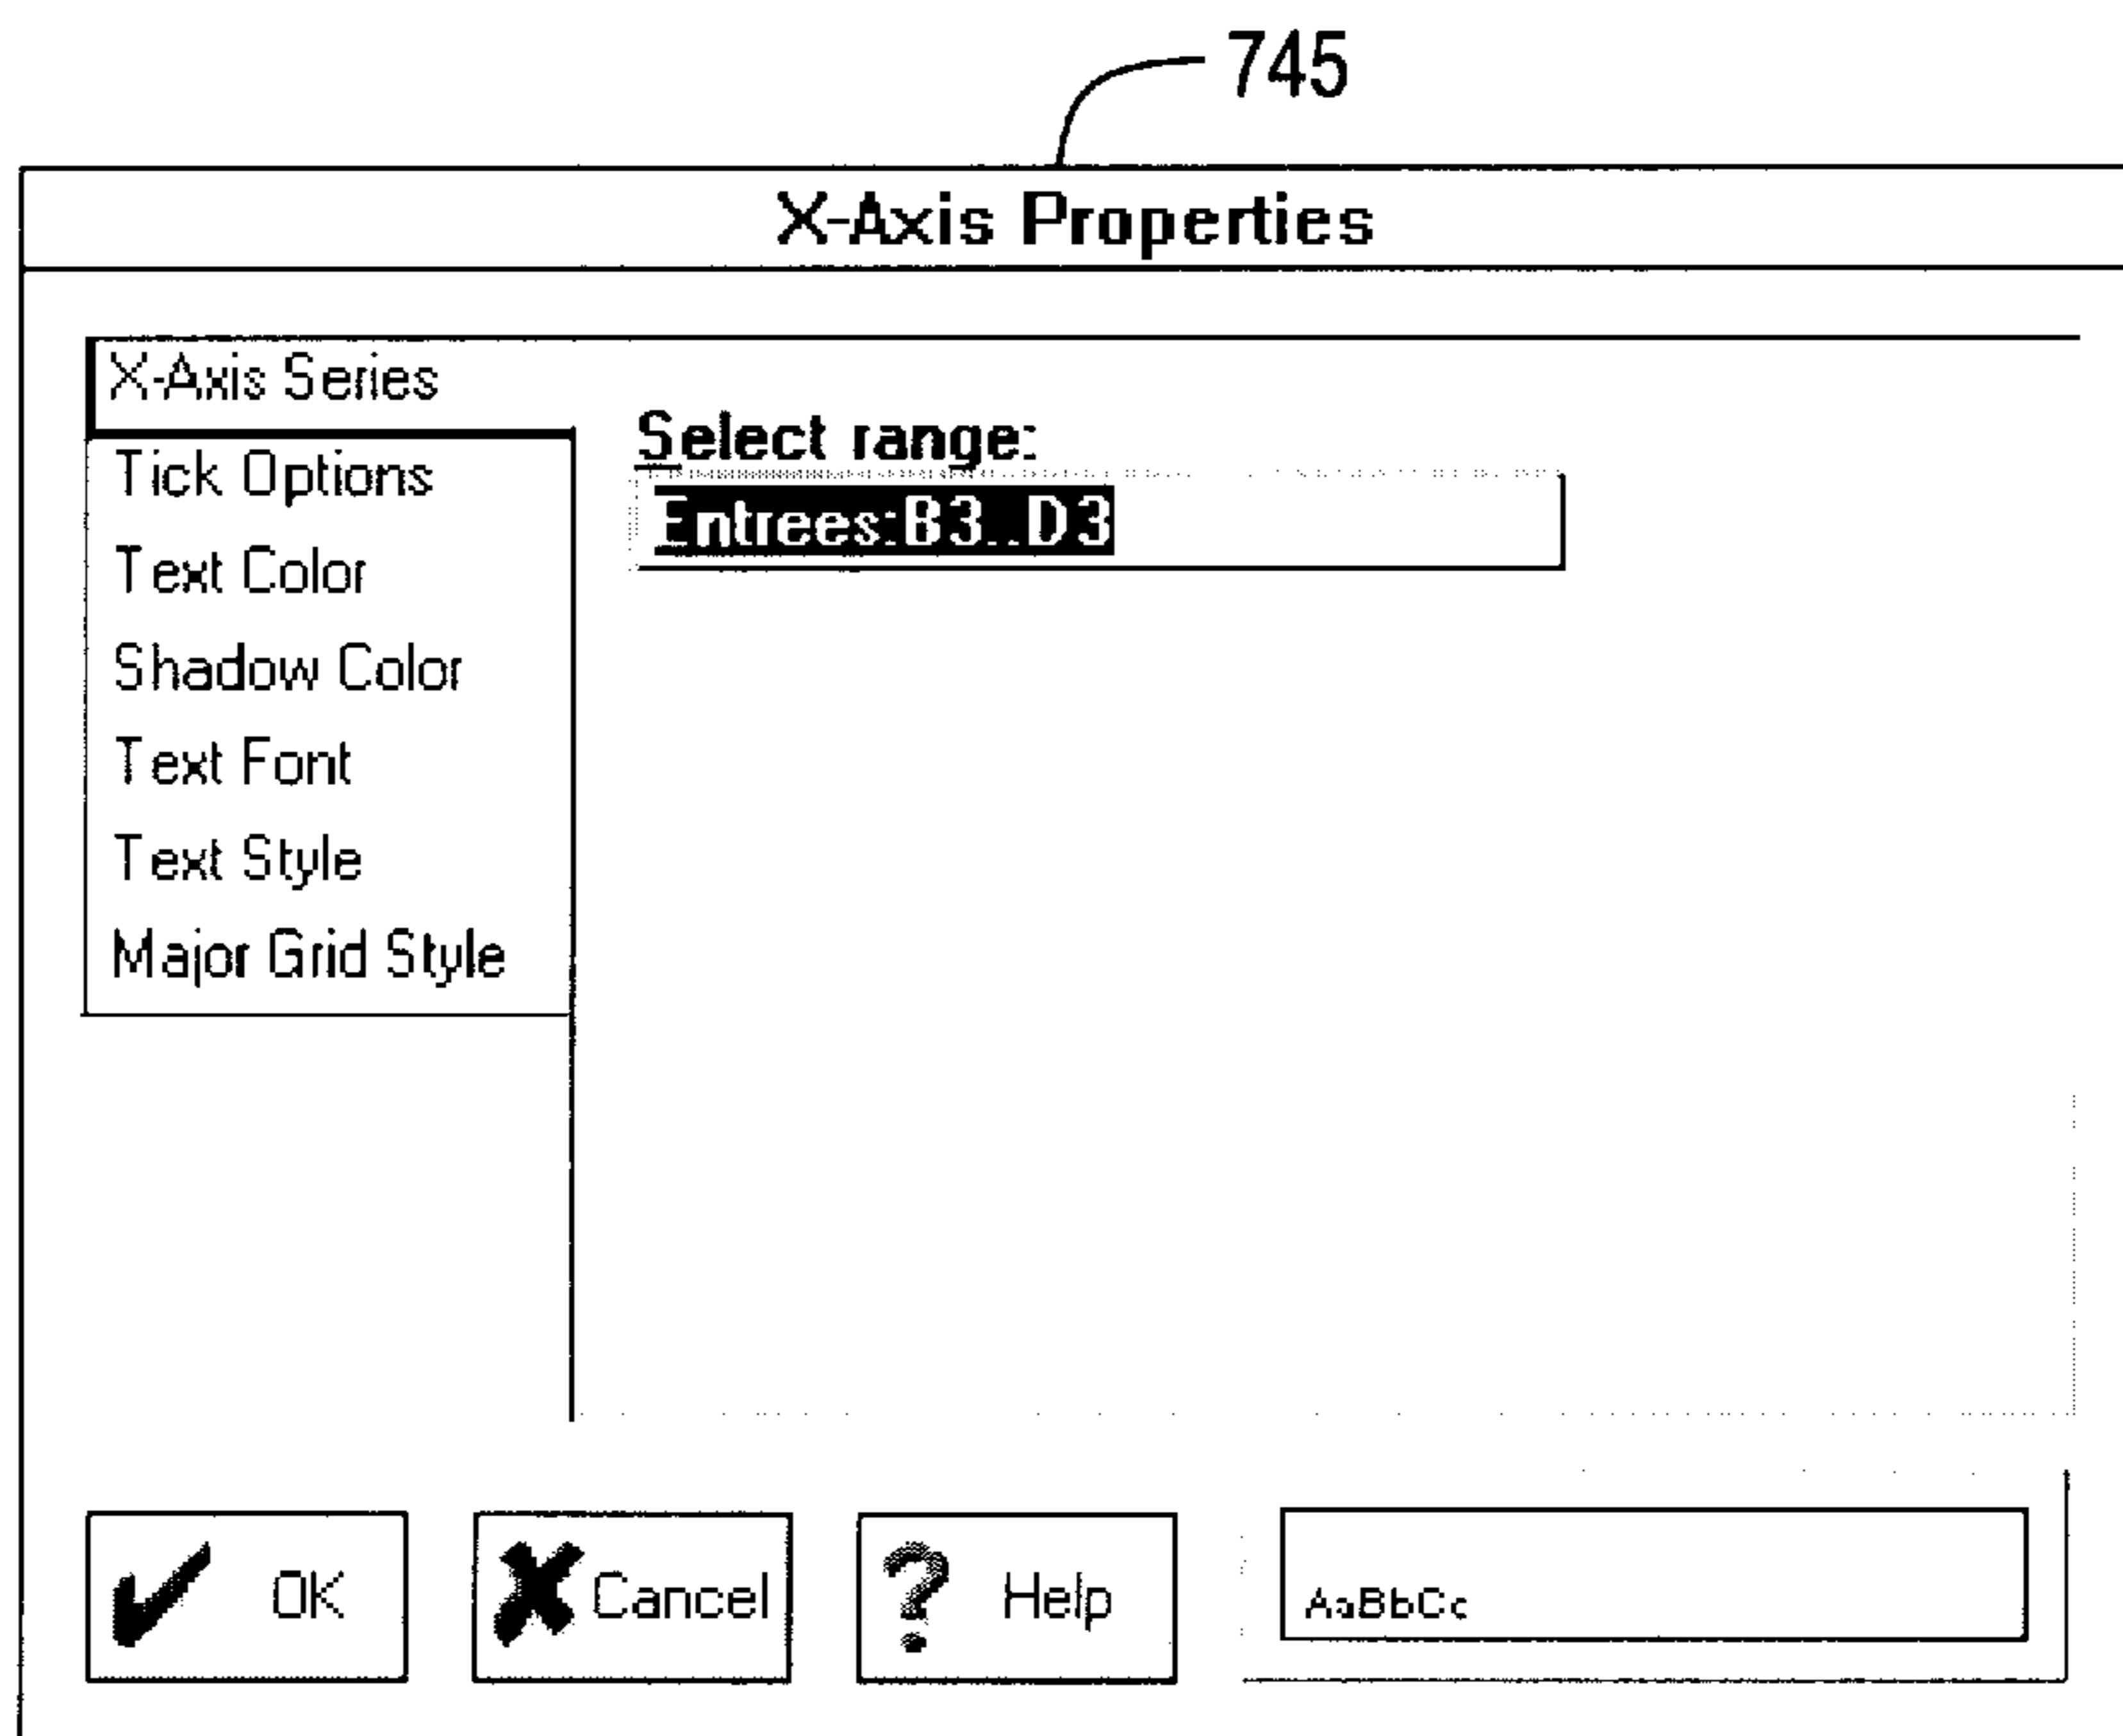 745
X-Axis Properties
X-Axis Series
Select range:
Entrees:B3..D3
Tick Options
Text Color
Shadow Color
Text Font
Text Style
Major Grid Style
OK
Cancel
? Help
AaBbCc